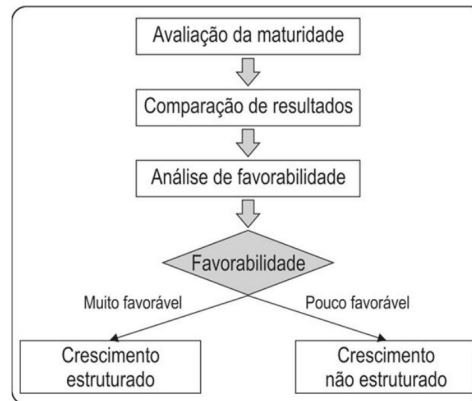 Avaliação da maturidade
Comparação de resultados
Análise de favorabilidade
Favorabilidade
Muito favorável
Pouco favorável
Crescimento
estruturado
Crescimento
não estruturado